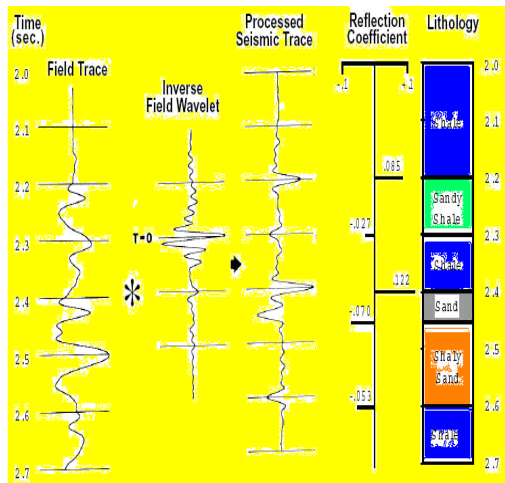 Time
(sec.)
Field Trace
Inverse
Field Wavelet
Processed
Seismic Trace
Reflection
Coefficient
Lithology
2.0
2.1
2.2
2.3
2.4
2.5
2.6
2.7
T=0
*
-.1
+.1
.085
-.027
.122
-.070
-.053
Shale
Sandy
Shale
Shale
Sand
Shaly
Sand
Shale
2.0
2.1
2.2
2.3
2.4
2.5
2.6
2.7